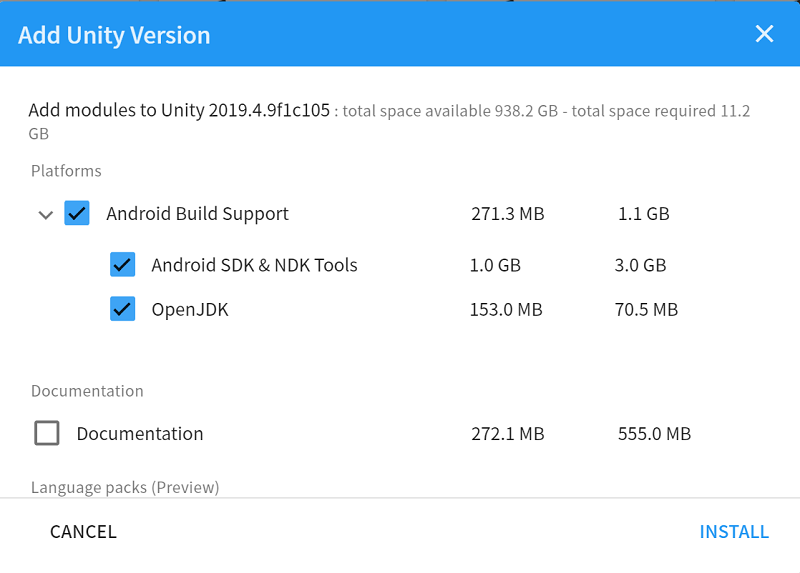 Add Unity Version
Add modules to Unity 2019.4.9f1c105 : total space available 938.2 GB - total space required 11.2
GB
Platforms
Android Build Support 271.3 MB 1.1 GB
Android SDK & NDK Tools 1.0 GB 3.0 GB
OpenJDK 153.0 MB 70.5 MB
Documentation
Documentation 272.1 MB 555.0 MB
Language packs (Preview)
CANCEL INSTALL